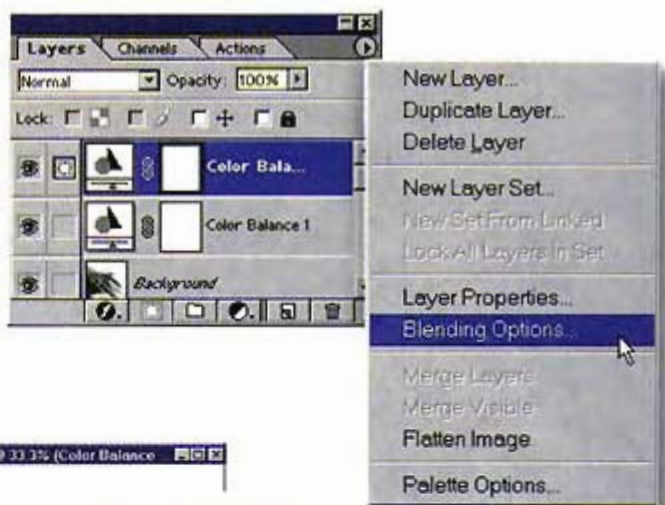 Layers Channels Actions
Normal Opacity: 100%
Lock:
Color Bala...
Color Balance 1
Background
New Layer...
Duplicate Layer...
Delete Layer
New Layer Set...
New Set From Linked
Lock All Layers In Set
Layer Properties...
Blending Options...
Merge Layers
Merge Visible
Flatten Image
Palette Options...
@ 33.3% (Color Balance